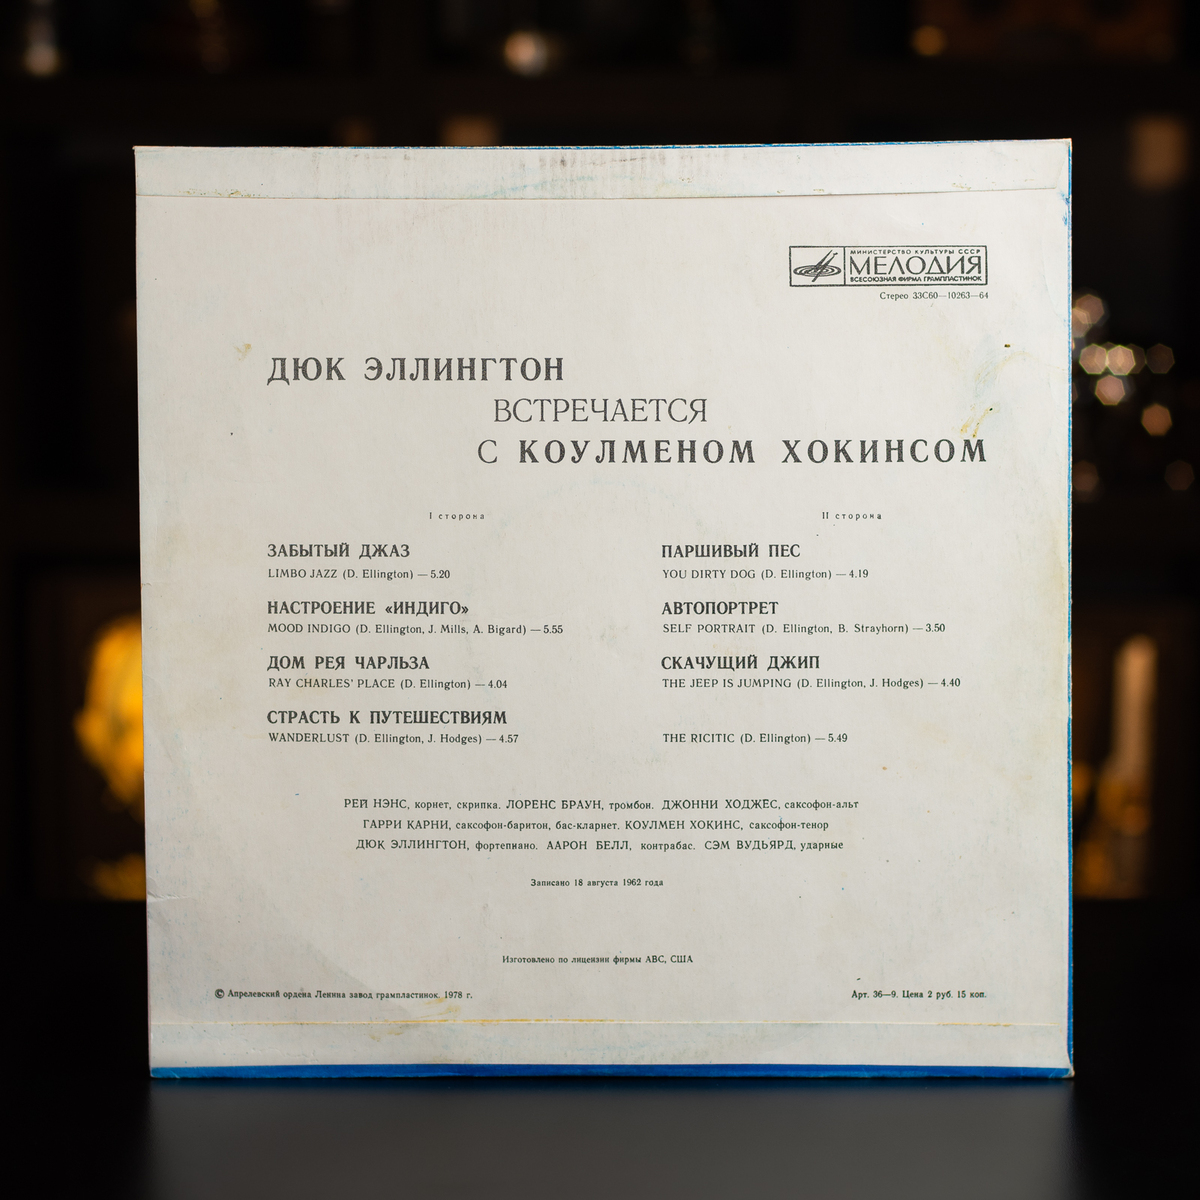 МИНИСТЕРСТВО КУЛЬТУРЫ СССР
МЕЛОДИЯ
ВСЕСОЮЗНАЯ ФИРМА ГРАМПЛАСТИНОК
Стерео 33С60—10263—64
ДЮК ЭЛЛИНГТОН
ВСТРЕЧАЕТСЯ
С КОУЛМЕНОМ ХОКИНСОМ
I сторона
ЗАБЫТЫЙ ДЖАЗ
LIMBO JAZZ (D. Ellington) — 5.20
НАСТРОЕНИЕ «ИНДИГО»
MOOD INDIGO (D. Ellington, J. Mills, A. Bigard) — 5.55
ДОМ РЕЯ ЧАРЛЬЗА
RAY CHARLES' PLACE (D. Ellington) — 4.04
СТРАСТЬ К ПУТЕШЕСТВИЯМ
WANDERLUST (D. Ellington, J. Hodges) — 4.57
II сторона
ПАРШИВЫЙ ПЕС
YOU DIRTY DOG (D. Ellington) — 4.19
АВТОПОРТРЕТ
SELF PORTRAIT (D. Ellington, B. Strayhorn) — 3.50
СКАЧУЩИЙ ДЖИП
THE JEEP IS JUMPING (D. Ellington, J. Hodges) — 4.40
THE RICITIC (D. Ellington) — 5.49
РЕЙ НЭНС, корнет, скрипка. ЛОРЕНС БРАУН, тромбон. ДЖОННИ ХОДЖЕС, саксофон-альт
ГАРРИ КАРНИ, саксофон-баритон, бас-кларнет. КОУЛМЕН ХОКИНС, саксофон-тенор
ДЮК ЭЛЛИНГТОН, фортепиано. ААРОН БЕЛЛ, контрабас. СЭМ ВУДЬЯРД, ударные
Записано 18 августа 1962 года
Изготовлено по лицензии фирмы ABC, США
© Апрелевский ордена Ленина завод грампластинок, 1978 г.
Арт. 36—9. Цена 2 руб. 15 коп.